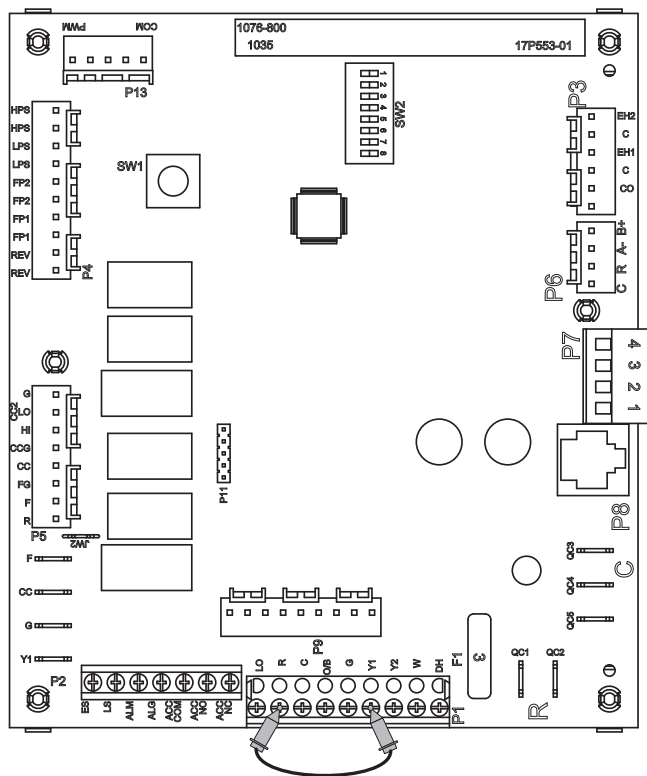 PWM
COM
P13
1076-800
1035
17P553-01
1
2
3
4
5
6
7
8
SW2
P3
EH2
C
EH1
C
CO
HPS
HPS
LPS
LPS
FP2
FP2
FP1
FP1
REV
REV
P4
SW1
B+
A-
R
C
P6
P7
4
3
2
1
G
CC2
LO
HI
CCG
CC
FG
F
R
P5
JW2
P11
P8
F
CC
G
Y1
QC3
QC4
QC5
C
P9
P2
ES
LS
ALM
ALG
ACC COM
ACC NO
ACC NC
LO
R
C
O/B
G
Y1
Y2
W
DH
P1
F1
3
QC1
QC2
R